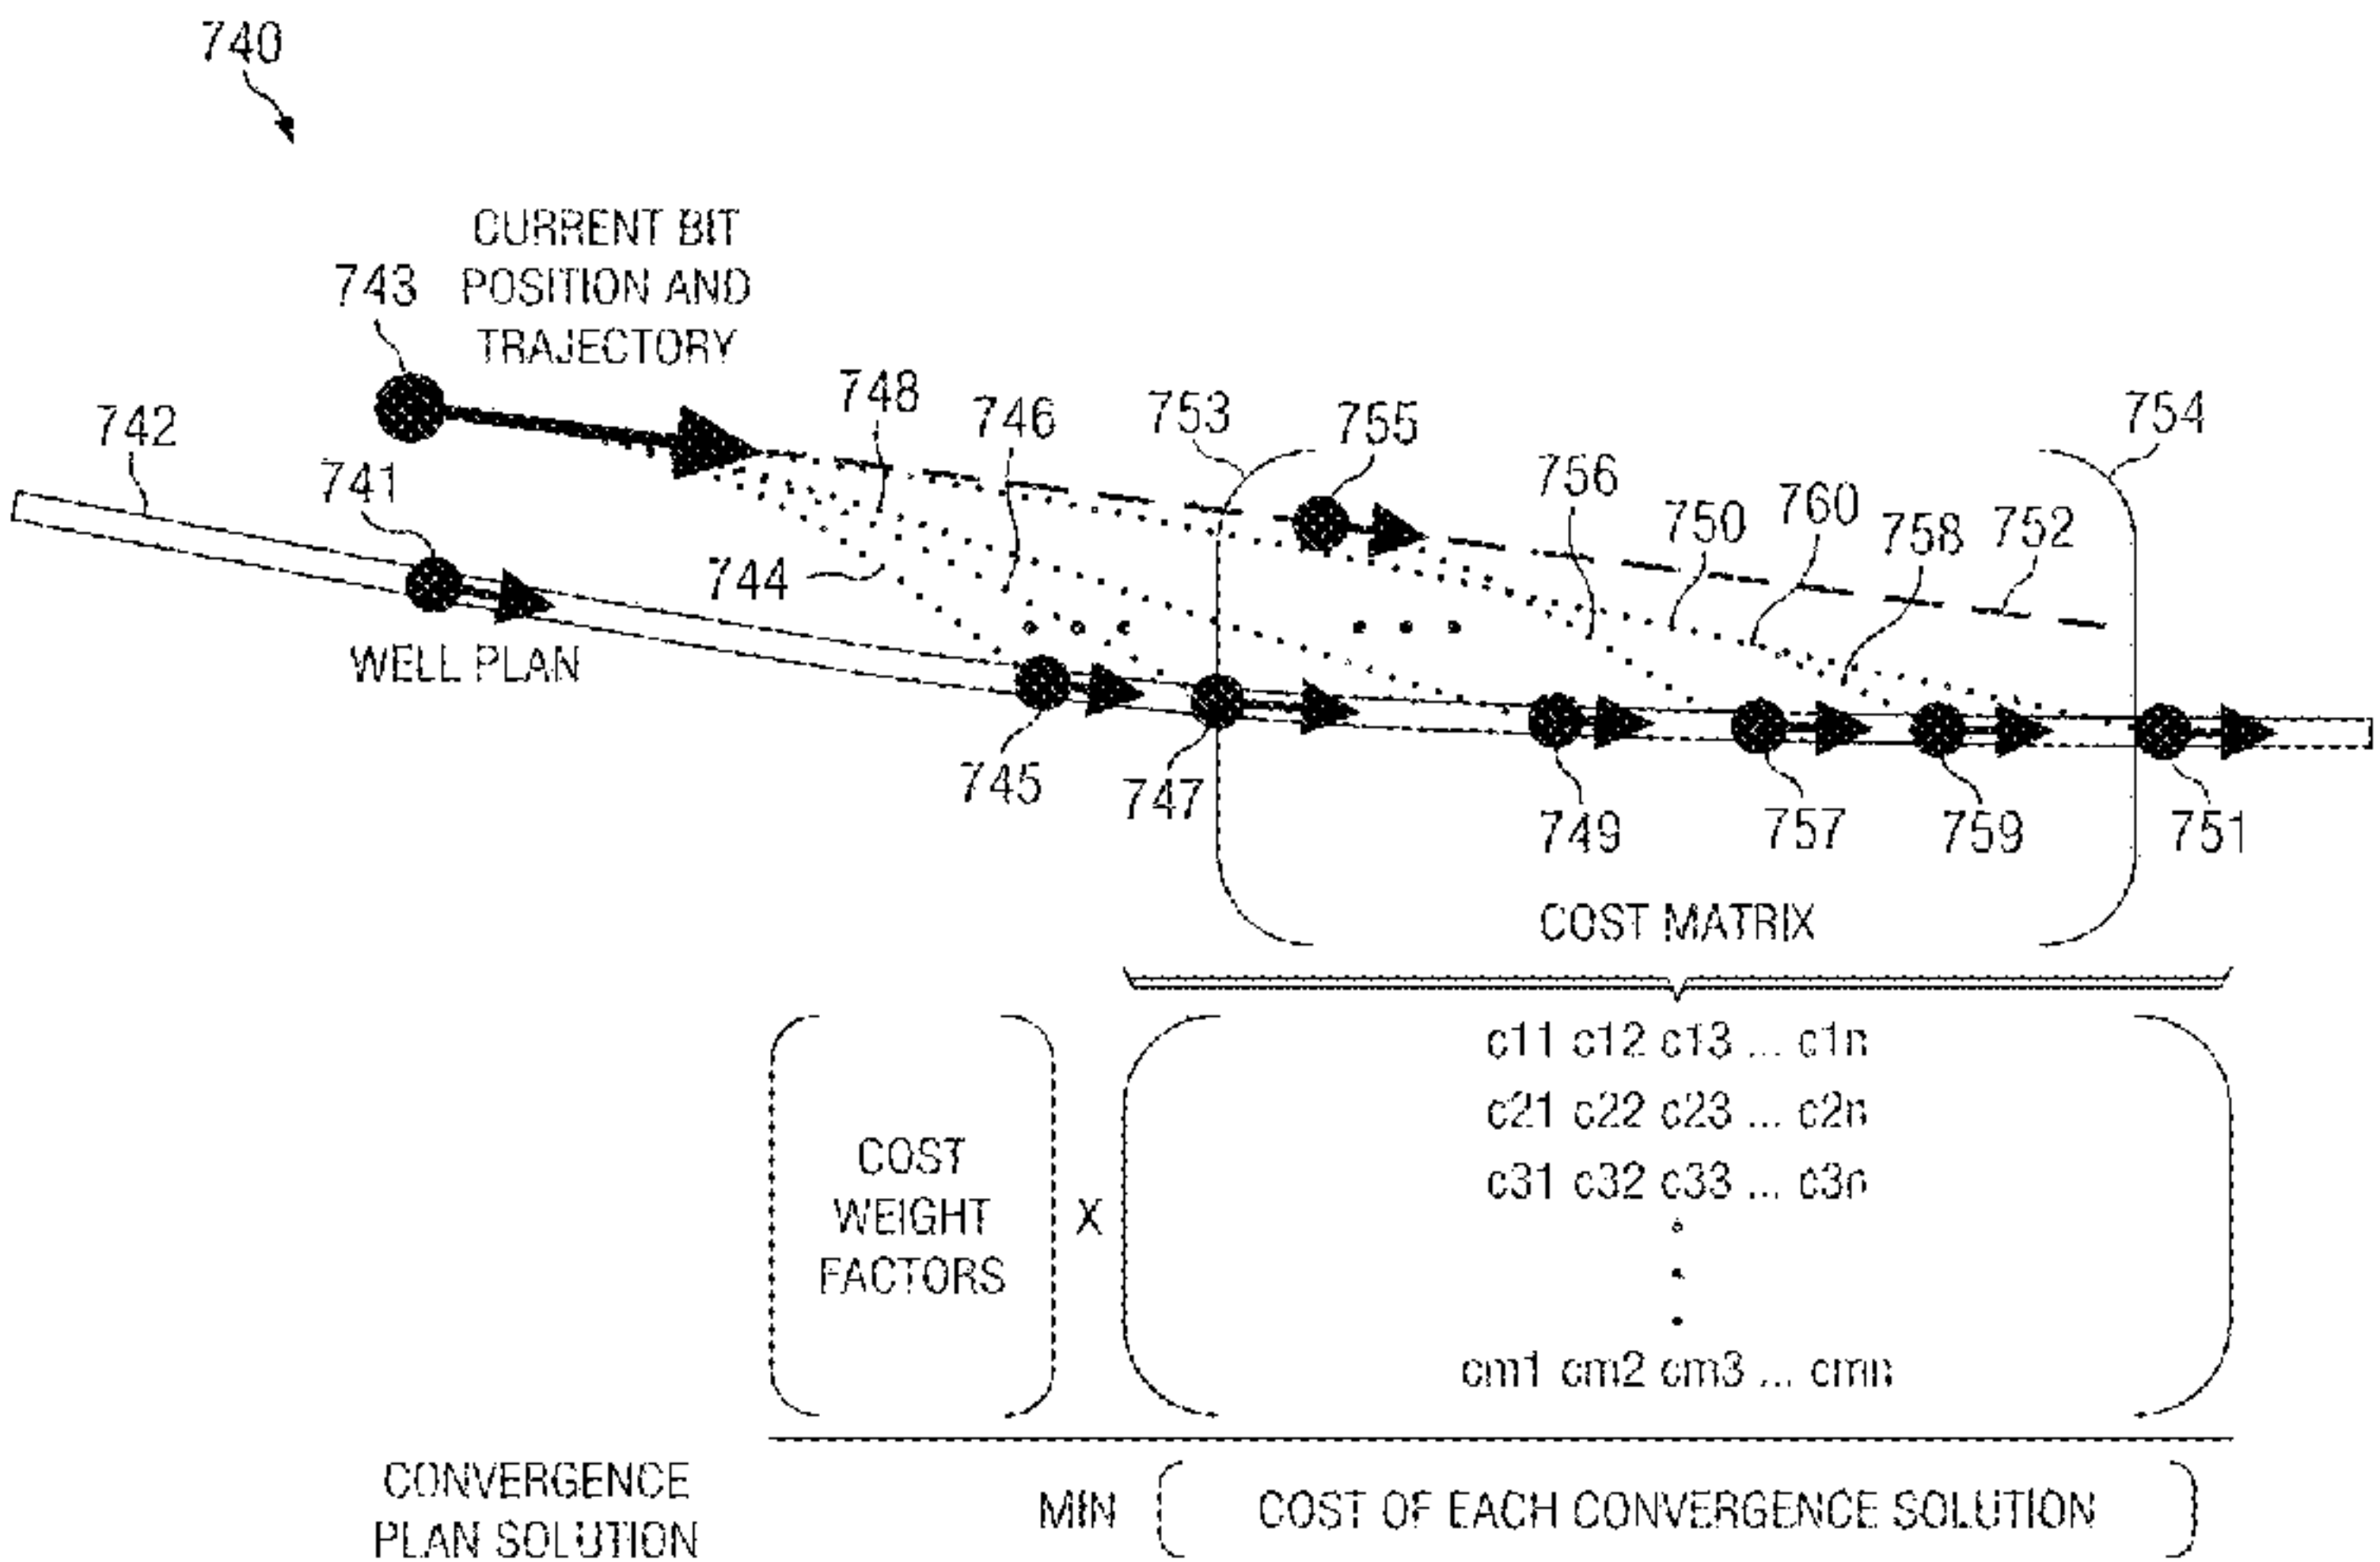 740
CURRENT BIT
POSITION AND
TRAJECTORY
743
742
741
748
746
753
755
754
756
750
760
758
752
744
WELL PLAN
745
747
749
757
759
751
COST MATRIX
c11 c12 c13 ... c1n
c21 c22 c23 ... c2n
c31 c32 c33 ... c3n
cm1 cm2 cm3 ... cmn
COST
WEIGHT
FACTORS
X
CONVERGENCE
PLAN SOLUTION
MIN
COST OF EACH CONVERGENCE SOLUTION